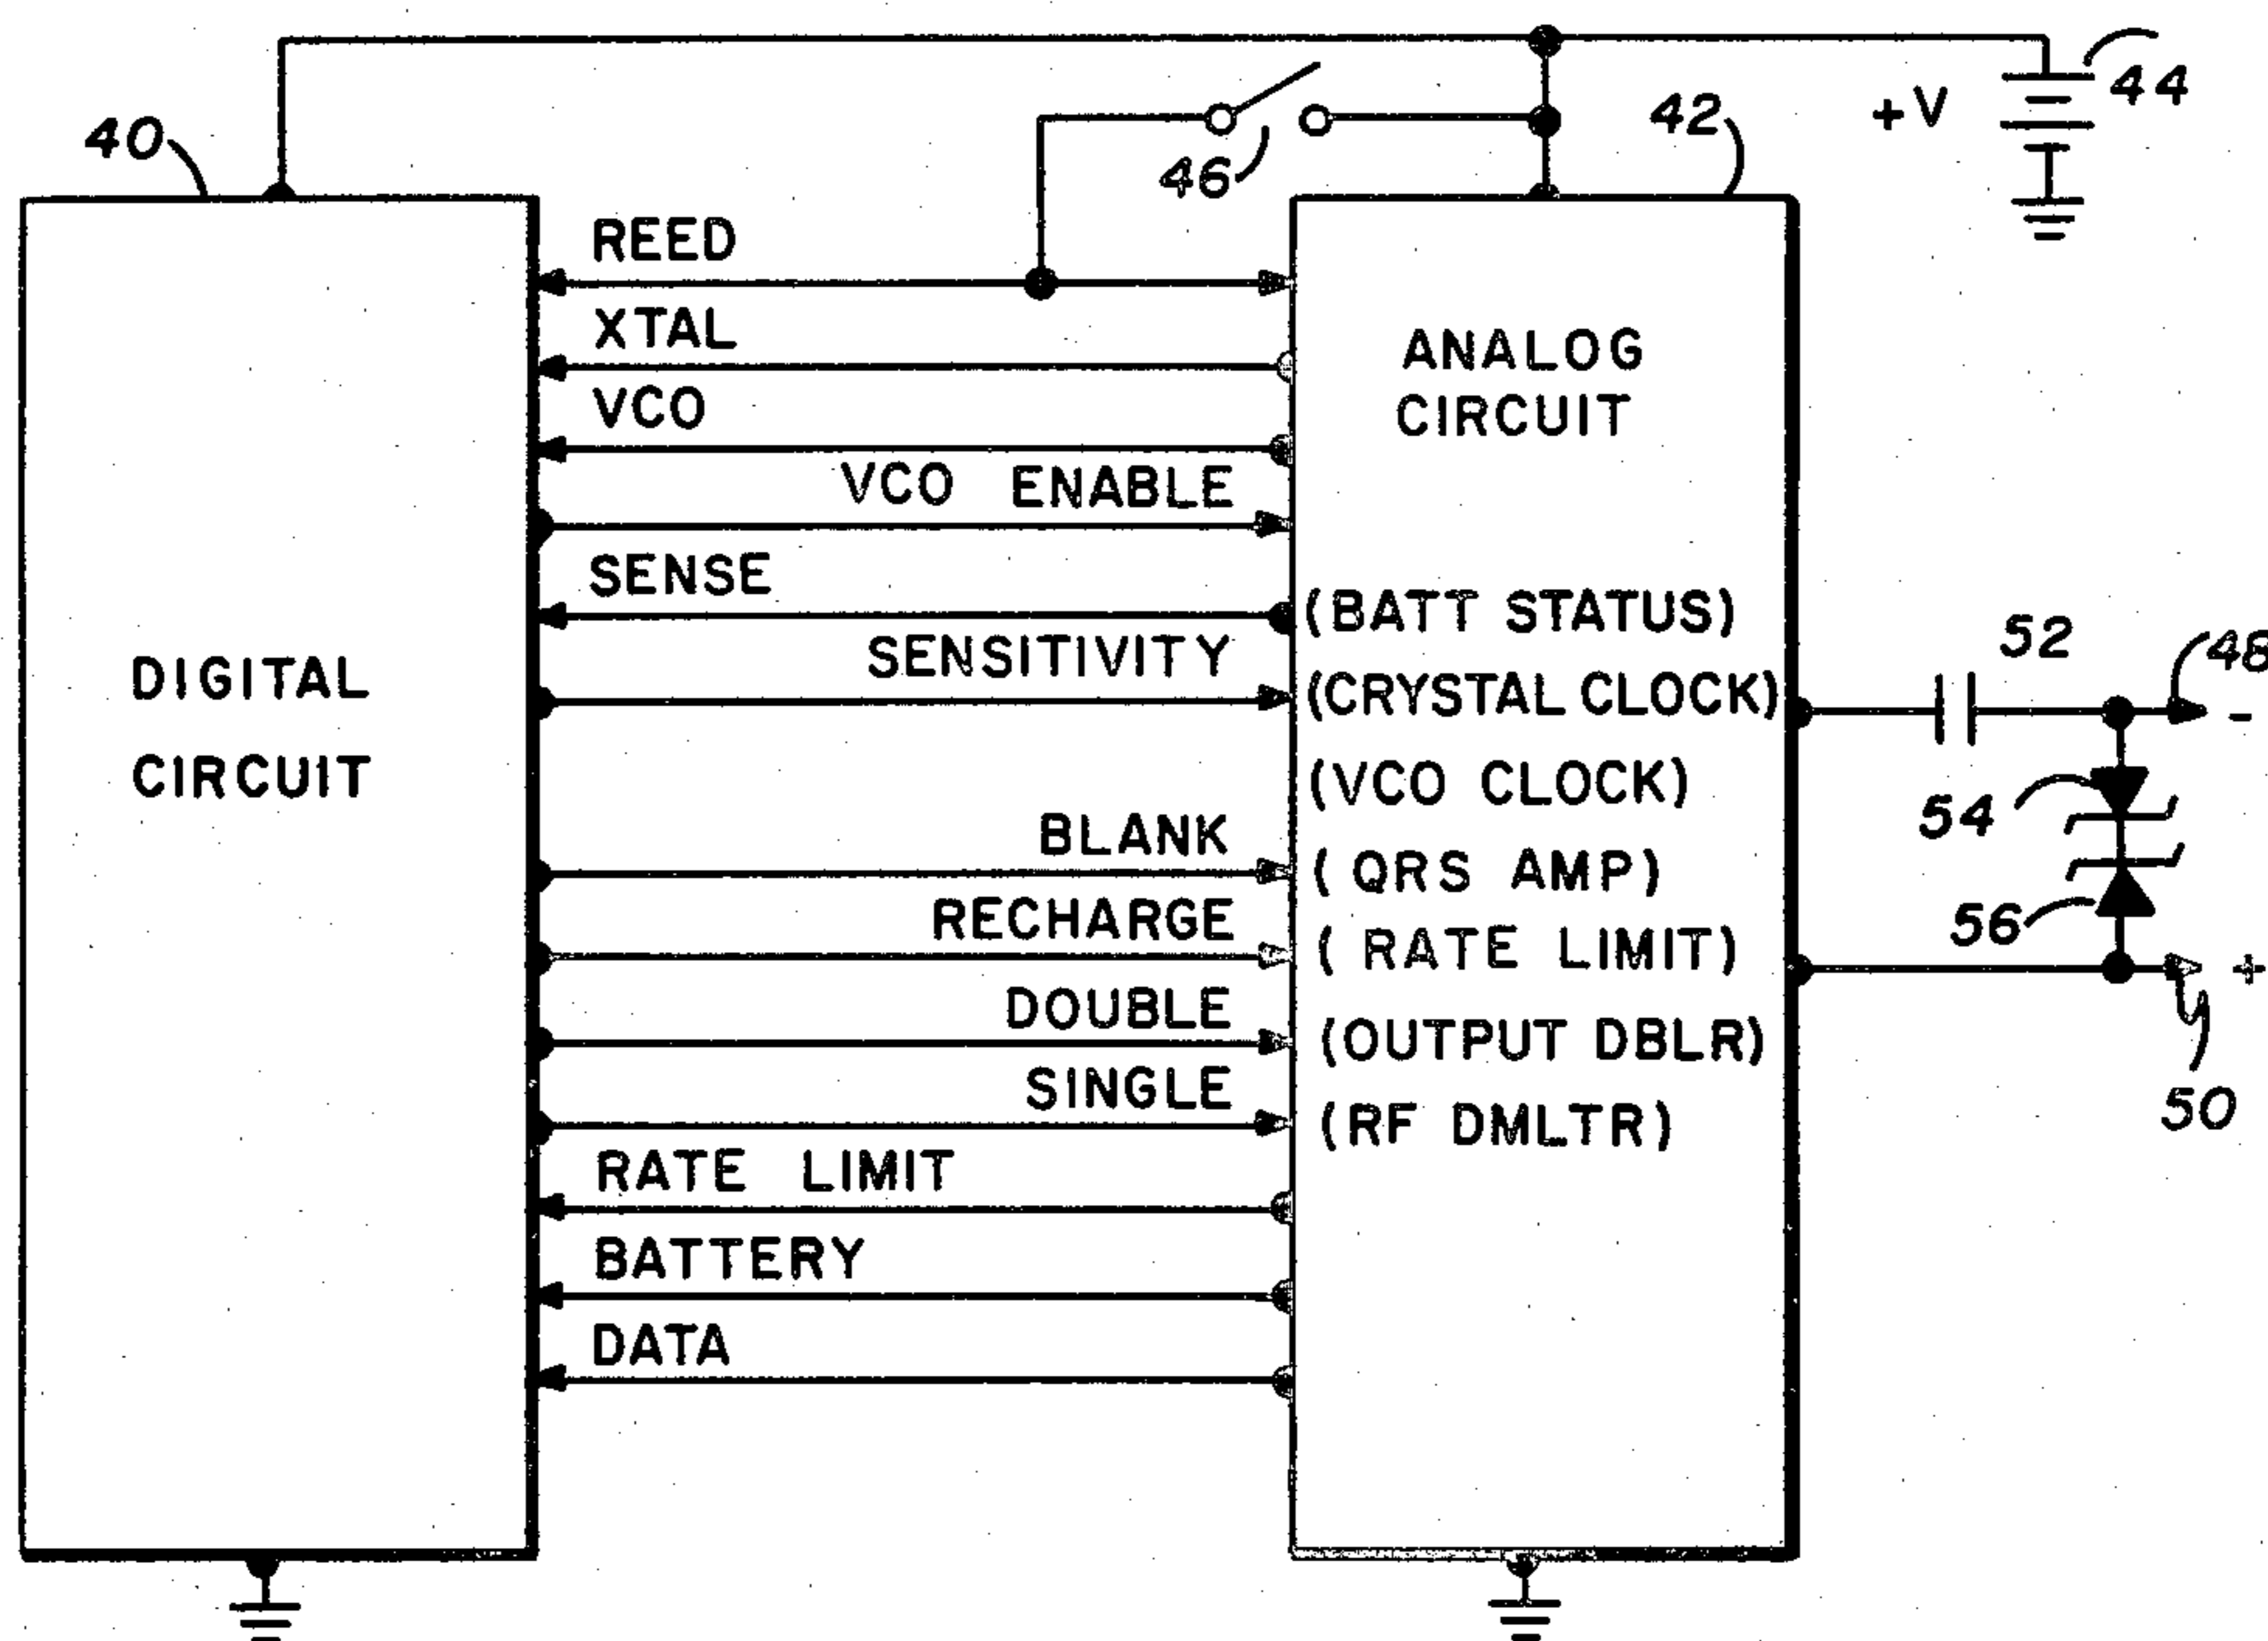 44
+V
42
40
46
REED
XTAL
ANALOG
CIRCUIT
VCO
VCO ENABLE
SENSE
(BATT STATUS)
52
48
SENSITIVITY
DIGITAL
CIRCUIT
(CRYSTAL CLOCK)
-
(VCO CLOCK)
54
BLANK
( QRS AMP)
RECHARGE
56
( RATE LIMIT)
+
DOUBLE
(OUTPUT DBLR)
SINGLE
50
(RF DMLTR)
RATE LIMIT
BATTERY
DATA